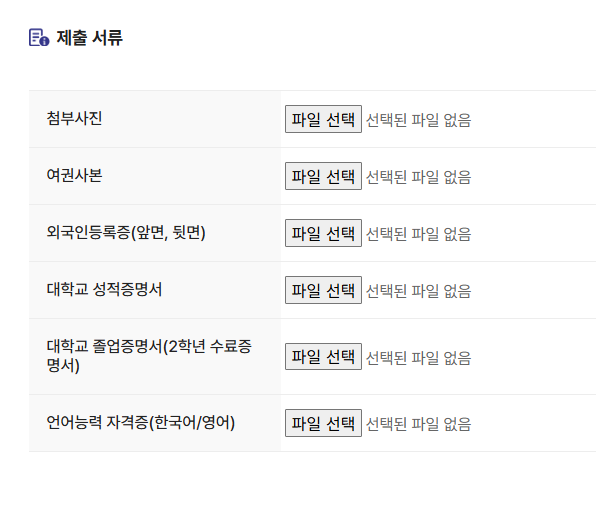 제출 서류
첨부사진 파일 선택 선택된 파일 없음
여권사본 파일 선택 선택된 파일 없음
외국인등록증(앞면, 뒷면) 파일 선택 선택된 파일 없음
대학교 성적증명서 파일 선택 선택된 파일 없음
대학교 졸업증명서(2학년 수료증
명서) 파일 선택 선택된 파일 없음
언어능력 자격증(한국어/영어) 파일 선택 선택된 파일 없음